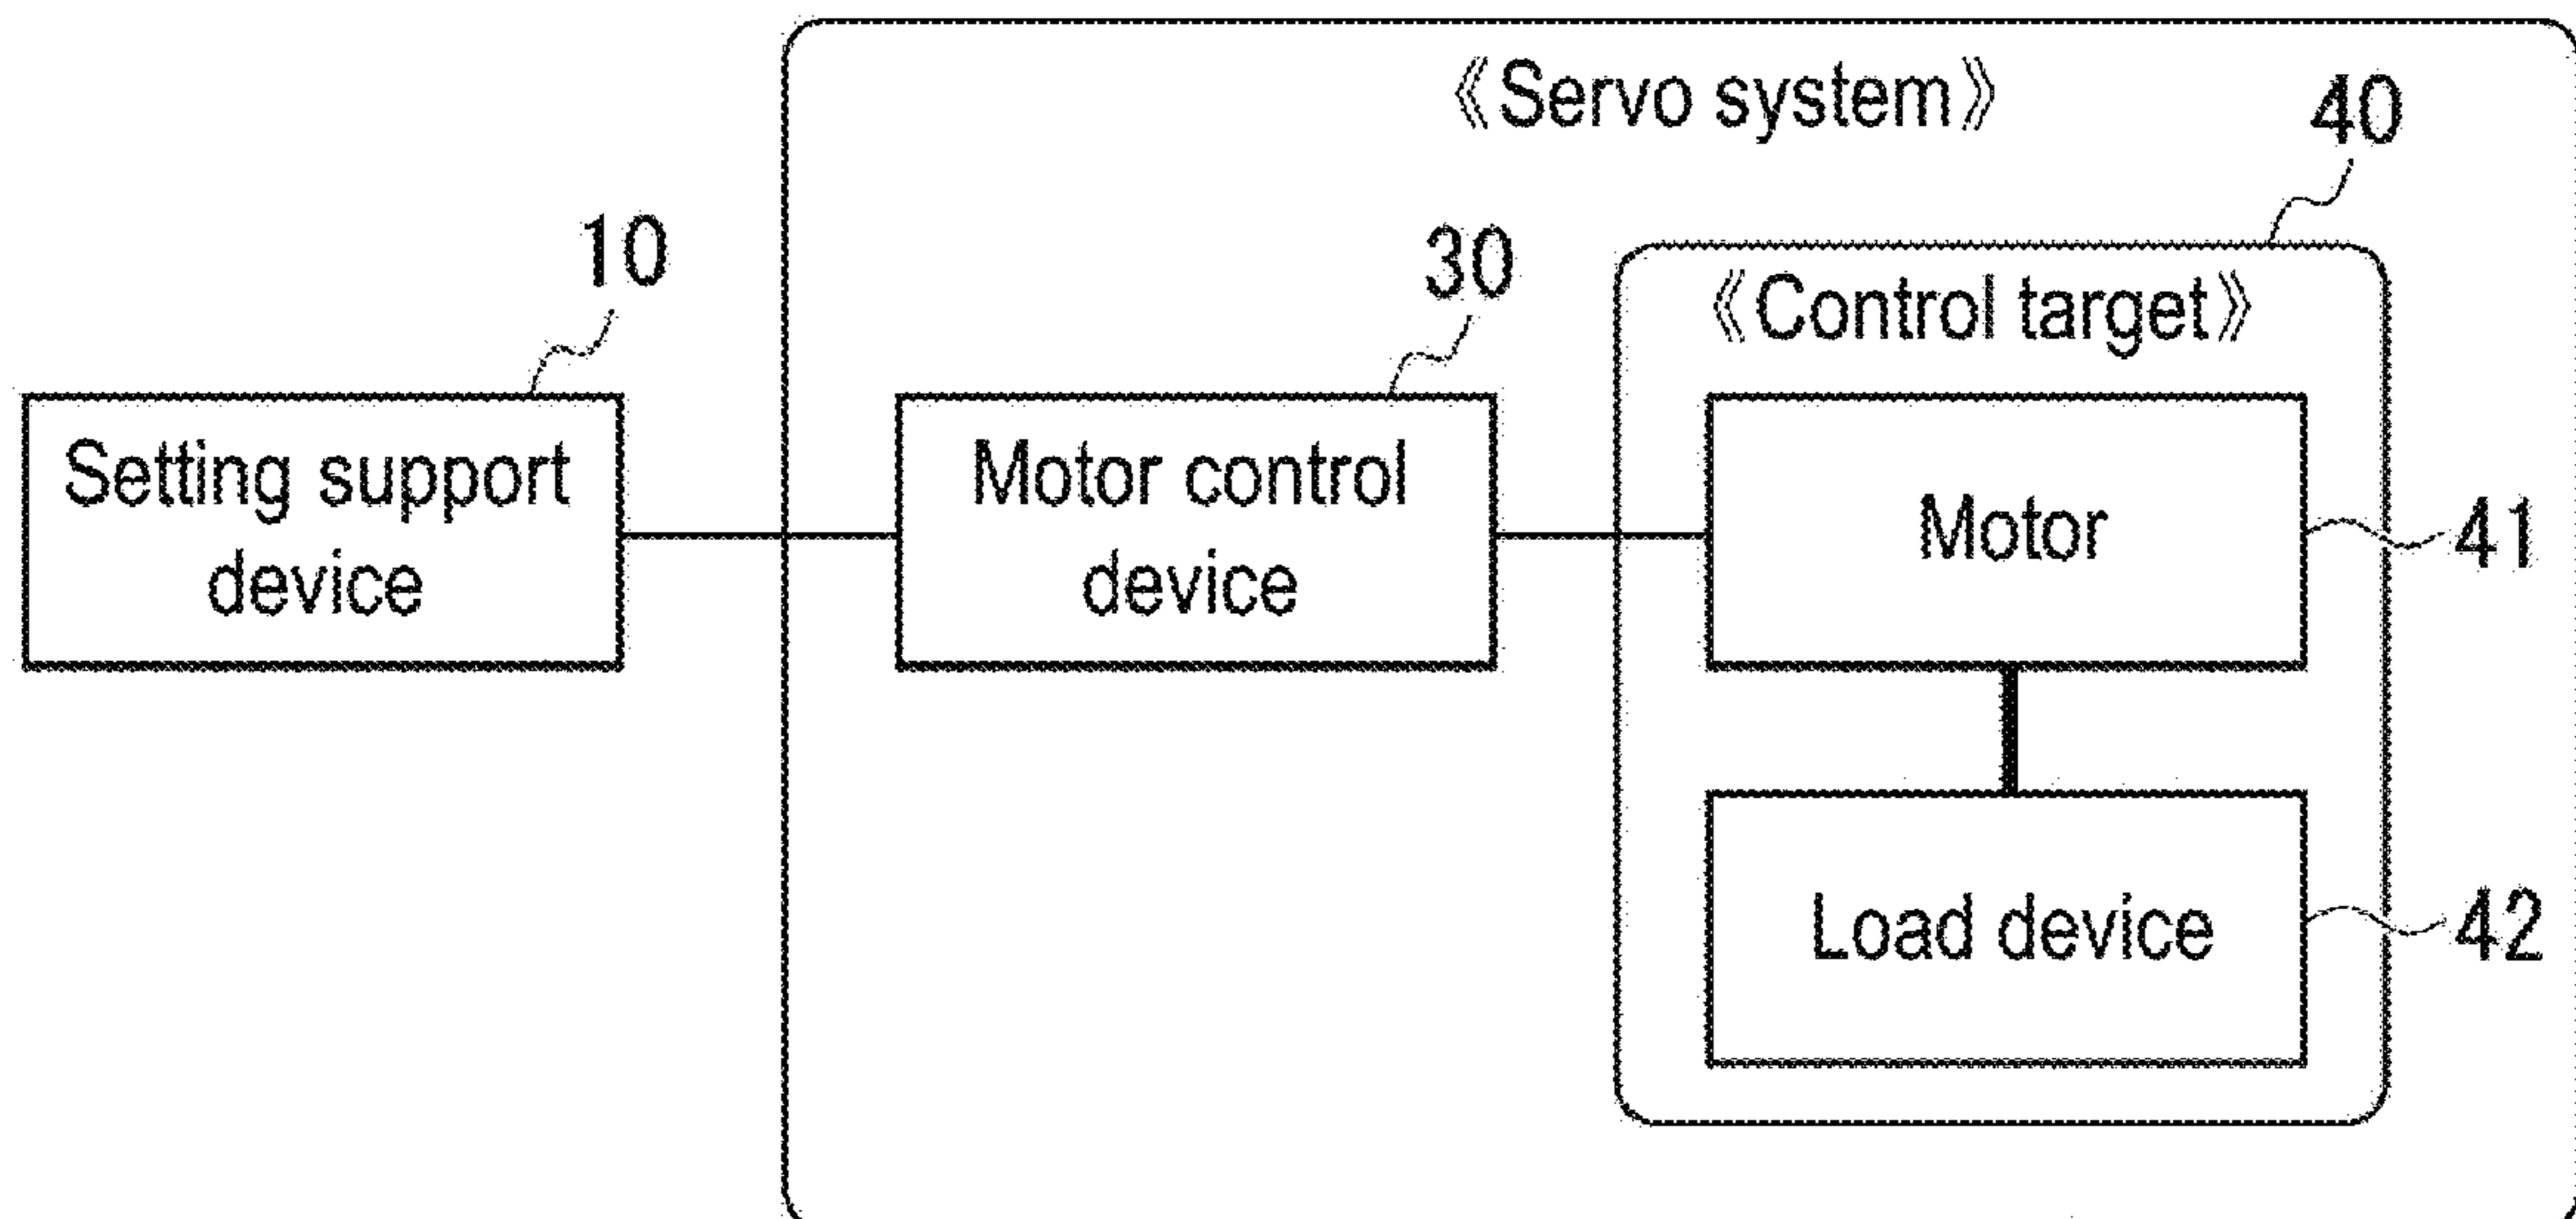 《Servo system》
40
10
30
《Control target》
Setting support
device
Motor control
device
Motor
41
Load device
42